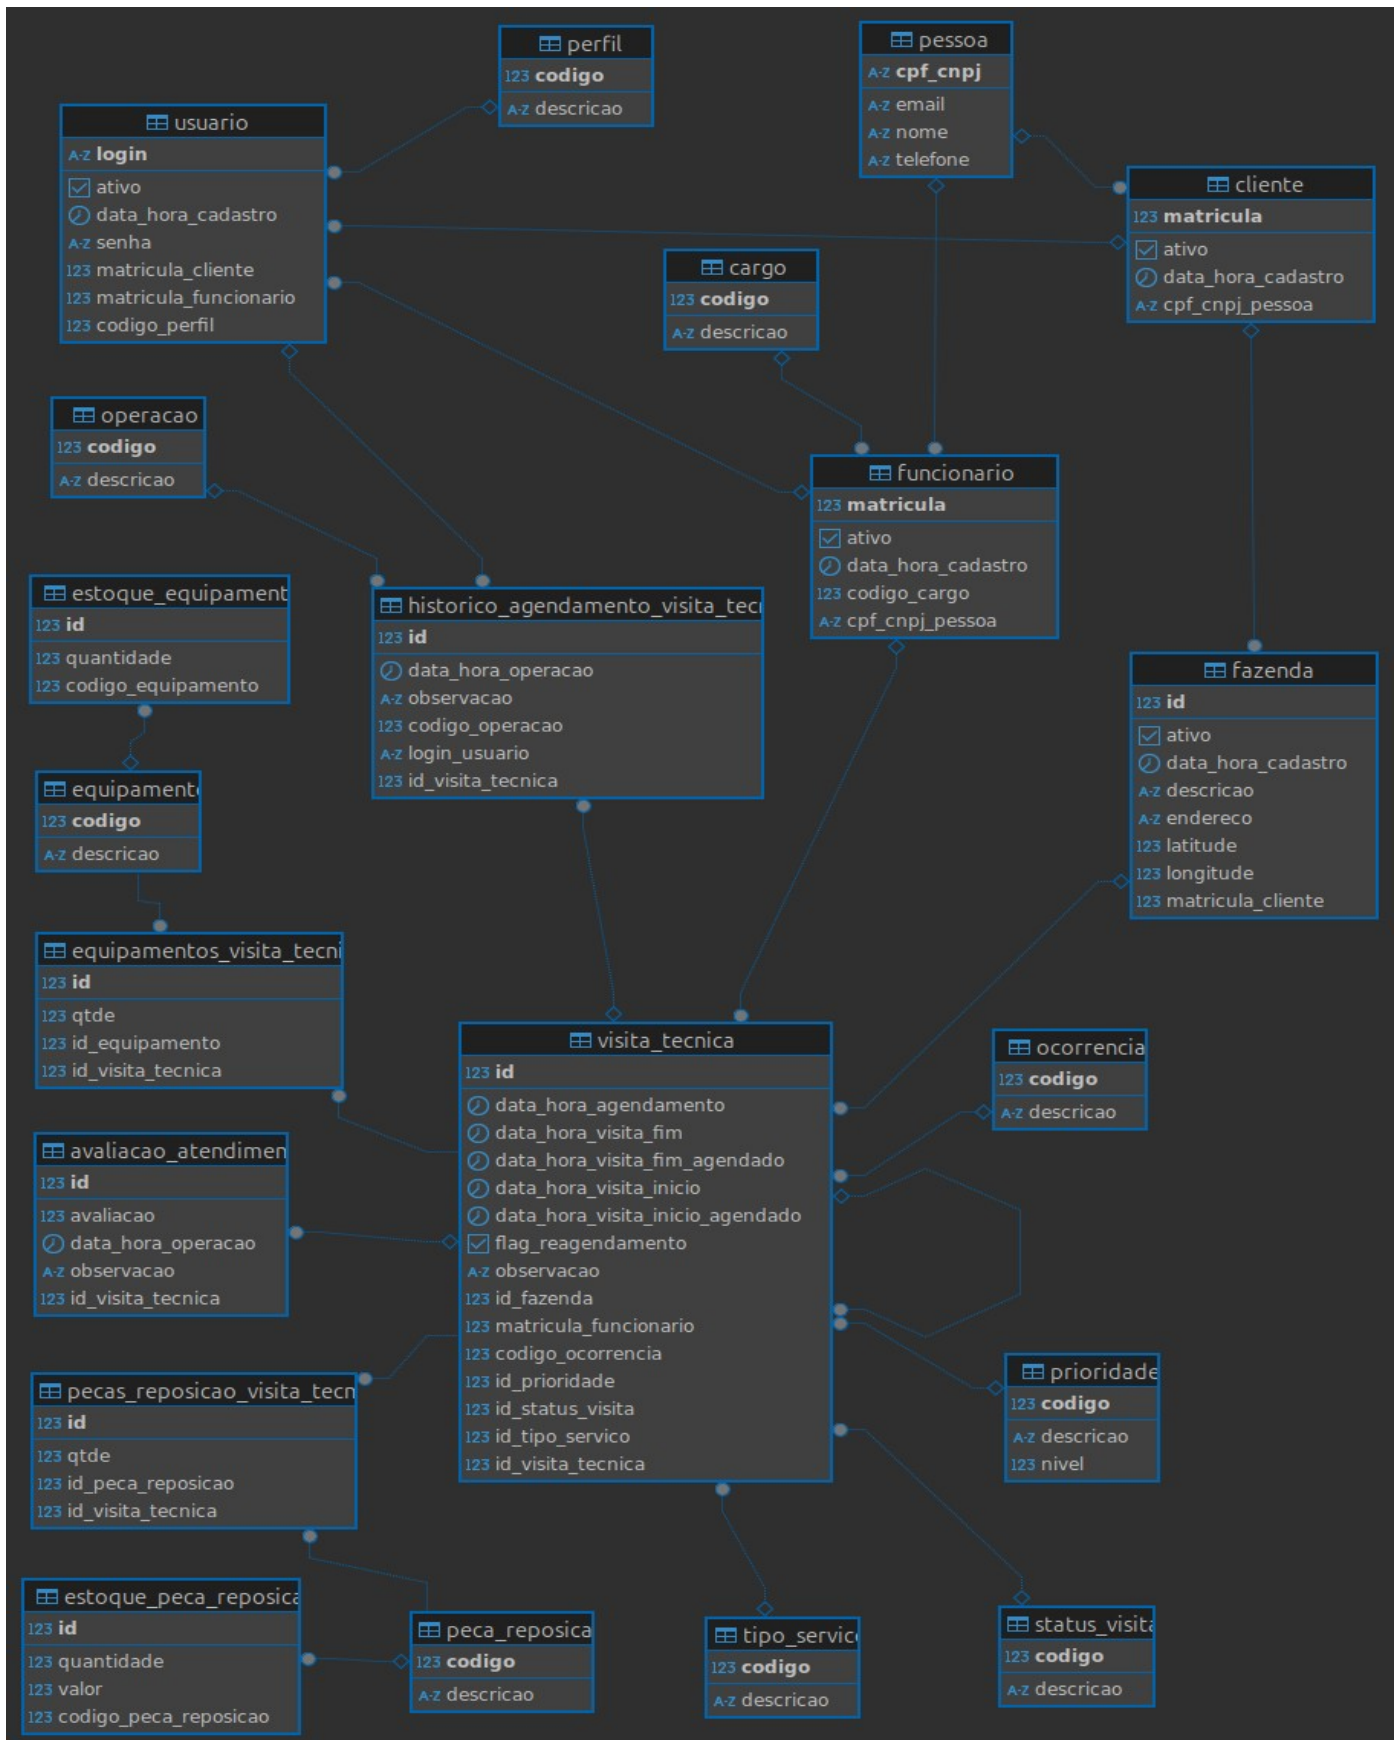 perfil
123 codigo
A-Z descricao
pessoa
A-Z cpf_cnpj
A-Z email
A-Z nome
A-Z telefone
usuario
A-Z login
ativo
data_hora_cadastro
A-Z senha
123 matricula_cliente
123 matricula_funcionario
123 codigo_perfil
cliente
123 matricula
ativo
data_hora_cadastro
A-Z cpf_cnpj_pessoa
cargo
123 codigo
A-Z descricao
operacao
123 codigo
A-Z descricao
funcionario
123 matricula
ativo
data_hora_cadastro
123 codigo_cargo
A-Z cpf_cnpj_pessoa
estoque_equipament
123 id
123 quantidade
123 codigo_equipamento
historico_agendamento_visita_tec
123 id
data_hora_operacao
A-Z observacao
123 codigo_operacao
A-Z login_usuario
123 id_visita_tecnica
fazenda
123 id
ativo
data_hora_cadastro
A-Z descricao
A-Z endereco
123 latitude
123 longitude
123 matricula_cliente
equipament
123 codigo
A-Z descricao
equipamentos_visita_tecni
123 id
123 qtde
123 id_equipamento
123 id_visita_tecnica
visita_tecnica
123 id
data_hora_agendamento
data_hora_visita_fim
data_hora_visita_fim_agendado
data_hora_visita_inicio
data_hora_visita_inicio_agendado
flag_reagendamento
A-Z observacao
123 id_fazenda
123 matricula_funcionario
123 codigo_ocorrencia
123 id_prioridade
123 id_status_visita
123 id_tipo_servico
123 id_visita_tecnica
ocorrencia
123 codigo
A-Z descricao
avaliacao_atendimen
123 id
123 avaliacao
data_hora_operacao
A-Z observacao
123 id_visita_tecnica
prioridade
123 codigo
A-Z descricao
123 nivel
pecas_reposicao_visita_tecn
123 id
123 qtde
123 id_peca_reposicao
123 id_visita_tecnica
estoque_peca_reposica
123 id
123 quantidade
123 valor
123 codigo_peca_reposicao
peca_reposica
123 codigo
A-Z descricao
tipo_servic
123 codigo
A-Z descricao
status_visita
123 codigo
A-Z descricao